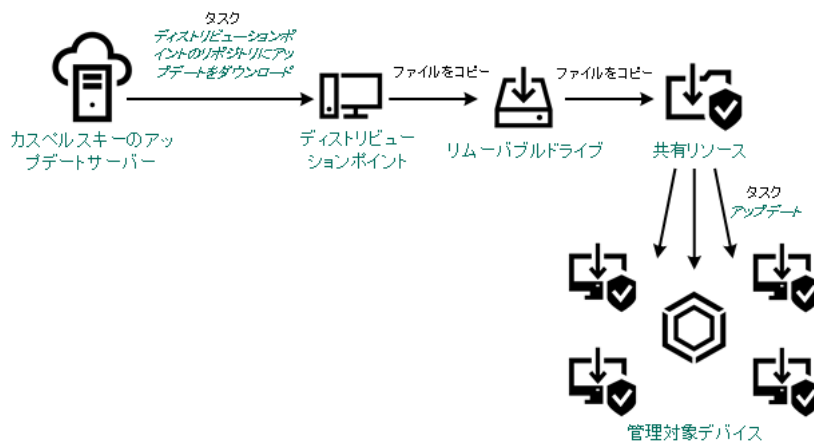 タスク
ディストリビューションポ
イントのリポジトリにアッ
プデートをダウンロード
ファイルをコピー
ファイルをコピー
カスペルスキーのアッ
プデートサーバー
ディストリビュー
ションポイント
リムーバブルドライブ
共有リソース
タスク
アップデート
管理対象デバイス